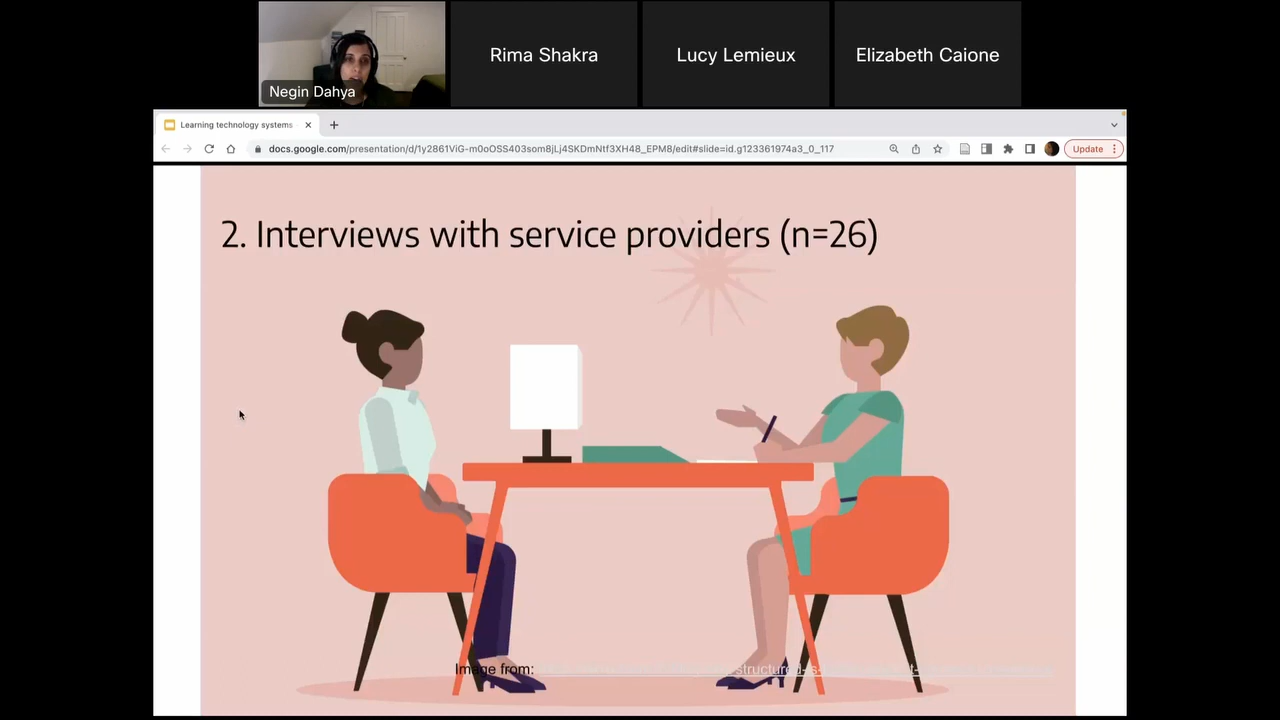 Negin Dahya
Rima Shakra
Lucy Lemieux
Elizabeth Caione
Learning technology systems
docs.google.com/presentation/d/1y2861ViG-m0oOSS403som8jLj4SKDmNtf3XH48_EPM8/edit#slide=id.g123361974a3_0_117
Update
2. Interviews with service providers (n=26)
Image from: